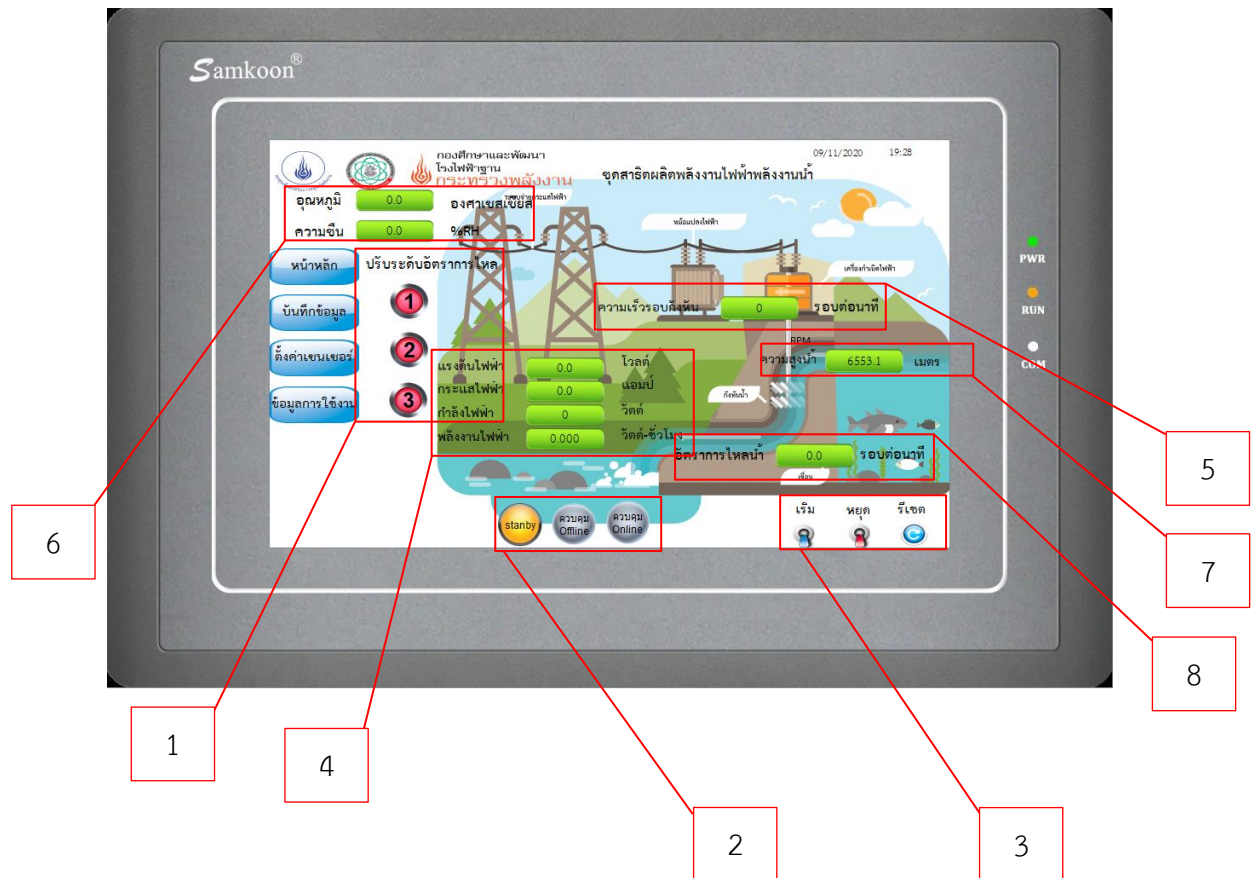 Samkoon®
กองศึกษาและพัฒนา
โรงไฟฟ้าฐาน
กระทรวงพลังงาน
09/11/2020 19:28
ชุดสาธิตผลิตพลังงานไฟฟ้าพลังงานน้ำ
อุณหภูมิ 0.0 องศาเซสเซียส
ระบบจ่ายกระแสไฟฟ้า
ความชื้น 0.0 %RH
หม้อแปลงไฟฟ้า
เครื่องกำเนิดไฟฟ้า
หน้าหลัก
ปรับระดับอัตราการไหล
บันทึกข้อมูล
ตั้งค่าเซนเซอร์
ข้อมูลการใช้งาน
1
2
3
ความเร็วรอบกังหัน 0 รอบต่อนาที
RPM
ความสูงน้ำ 6553.1 เมตร
แรงดันไฟฟ้า 0.0 โวลต์
กระแสไฟฟ้า 0.0 แอมป์
กำลังไฟฟ้า 0 วัตต์
พลังงานไฟฟ้า 0.000 วัตต์-ชั่วโมง
กังหันน้ำ
อัตราการไหลน้ำ 0.0 รอบต่อนาที
เขื่อน
stanby
ควบคุม
Offline
ควบคุม
Online
เริ่ม หยุด รีเซต
PWR
RUN
COM
5
6
7
8
1
4
2
3